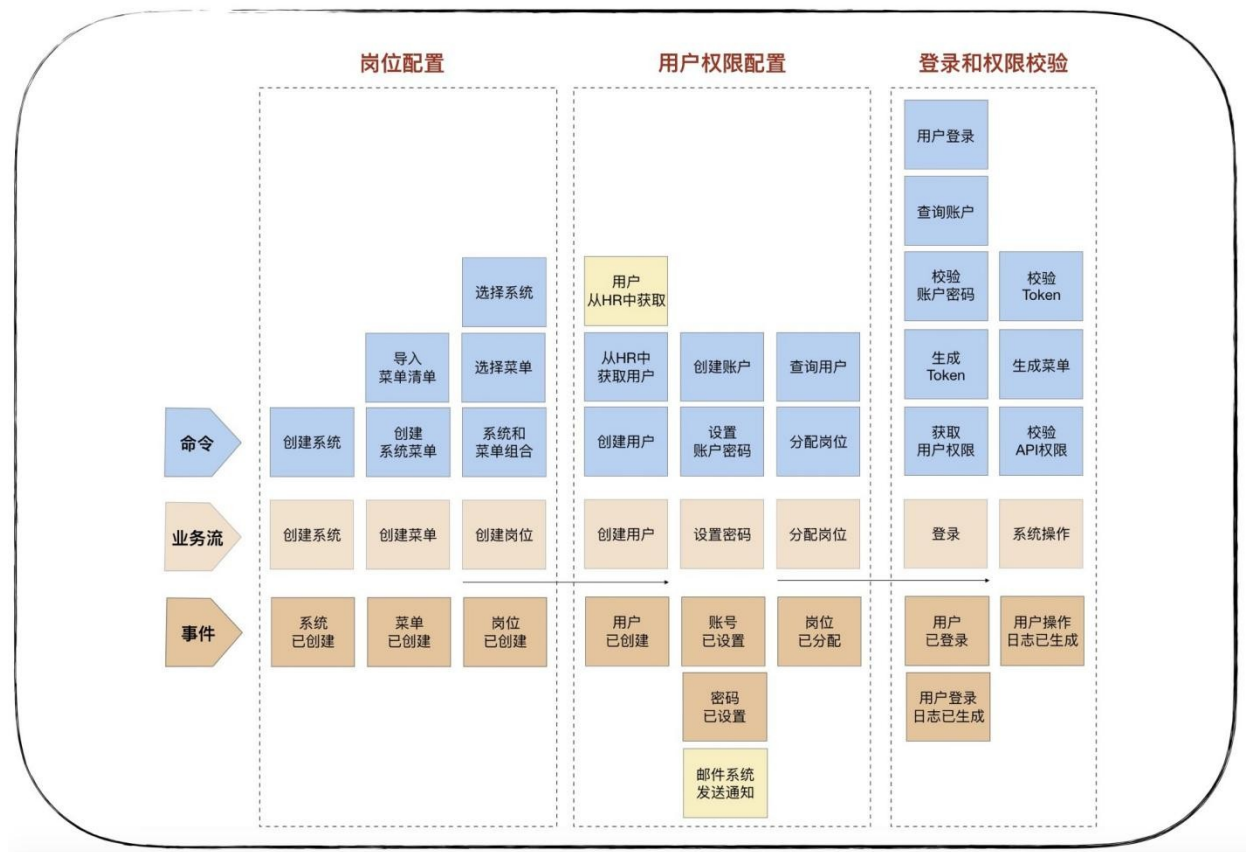 岗位配置
用户权限配置
登录和权限校验
用户登录
查询账户
选择系统
用户
从HR中获取
校验
账户密码
校验
Token
导入
菜单清单
选择菜单
从HR中
获取用户
创建账户
查询用户
生成
Token
生成菜单
命令
创建系统
创建
系统菜单
系统和
菜单组合
创建用户
设置
账户密码
分配岗位
获取
用户权限
校验
API权限
业务流
创建系统
创建菜单
创建岗位
创建用户
设置密码
分配岗位
登录
系统操作
事件
系统
已创建
菜单
已创建
岗位
已创建
用户
已创建
账号
已设置
岗位
已分配
用户
已登录
用户操作
日志已生成
密码
已设置
用户登录
日志已生成
邮件系统
发送通知